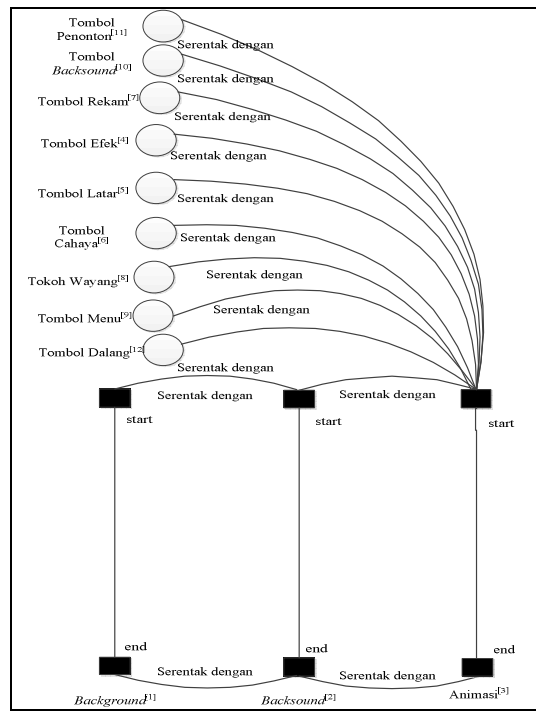 Tombol
Penonton[11]
Serentak dengan
Tombol
Backsound[10]
Serentak dengan
Tombol Rekam[7]
Serentak dengan
Tombol Efek[4]
Serentak dengan
Tombol Latar[5]
Serentak dengan
Tombol
Cahaya[6]
Serentak dengan
Tokoh Wayang[8]
Serentak dengan
Tombol Menu[9]
Serentak dengan
Tombol Dalang[12]
Serentak dengan
Serentak dengan
Serentak dengan
start
start
start
end
end
end
Serentak dengan
Serentak dengan
Background[1]
Backsound[2]
Animasi[3]